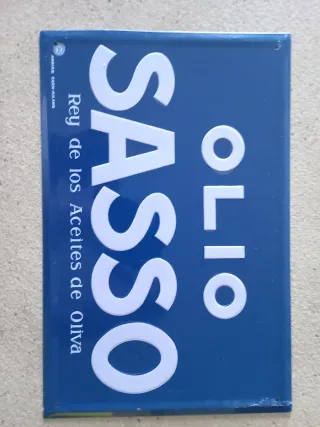 OLIO
SASSO
Rey de los Aceites de Oliva